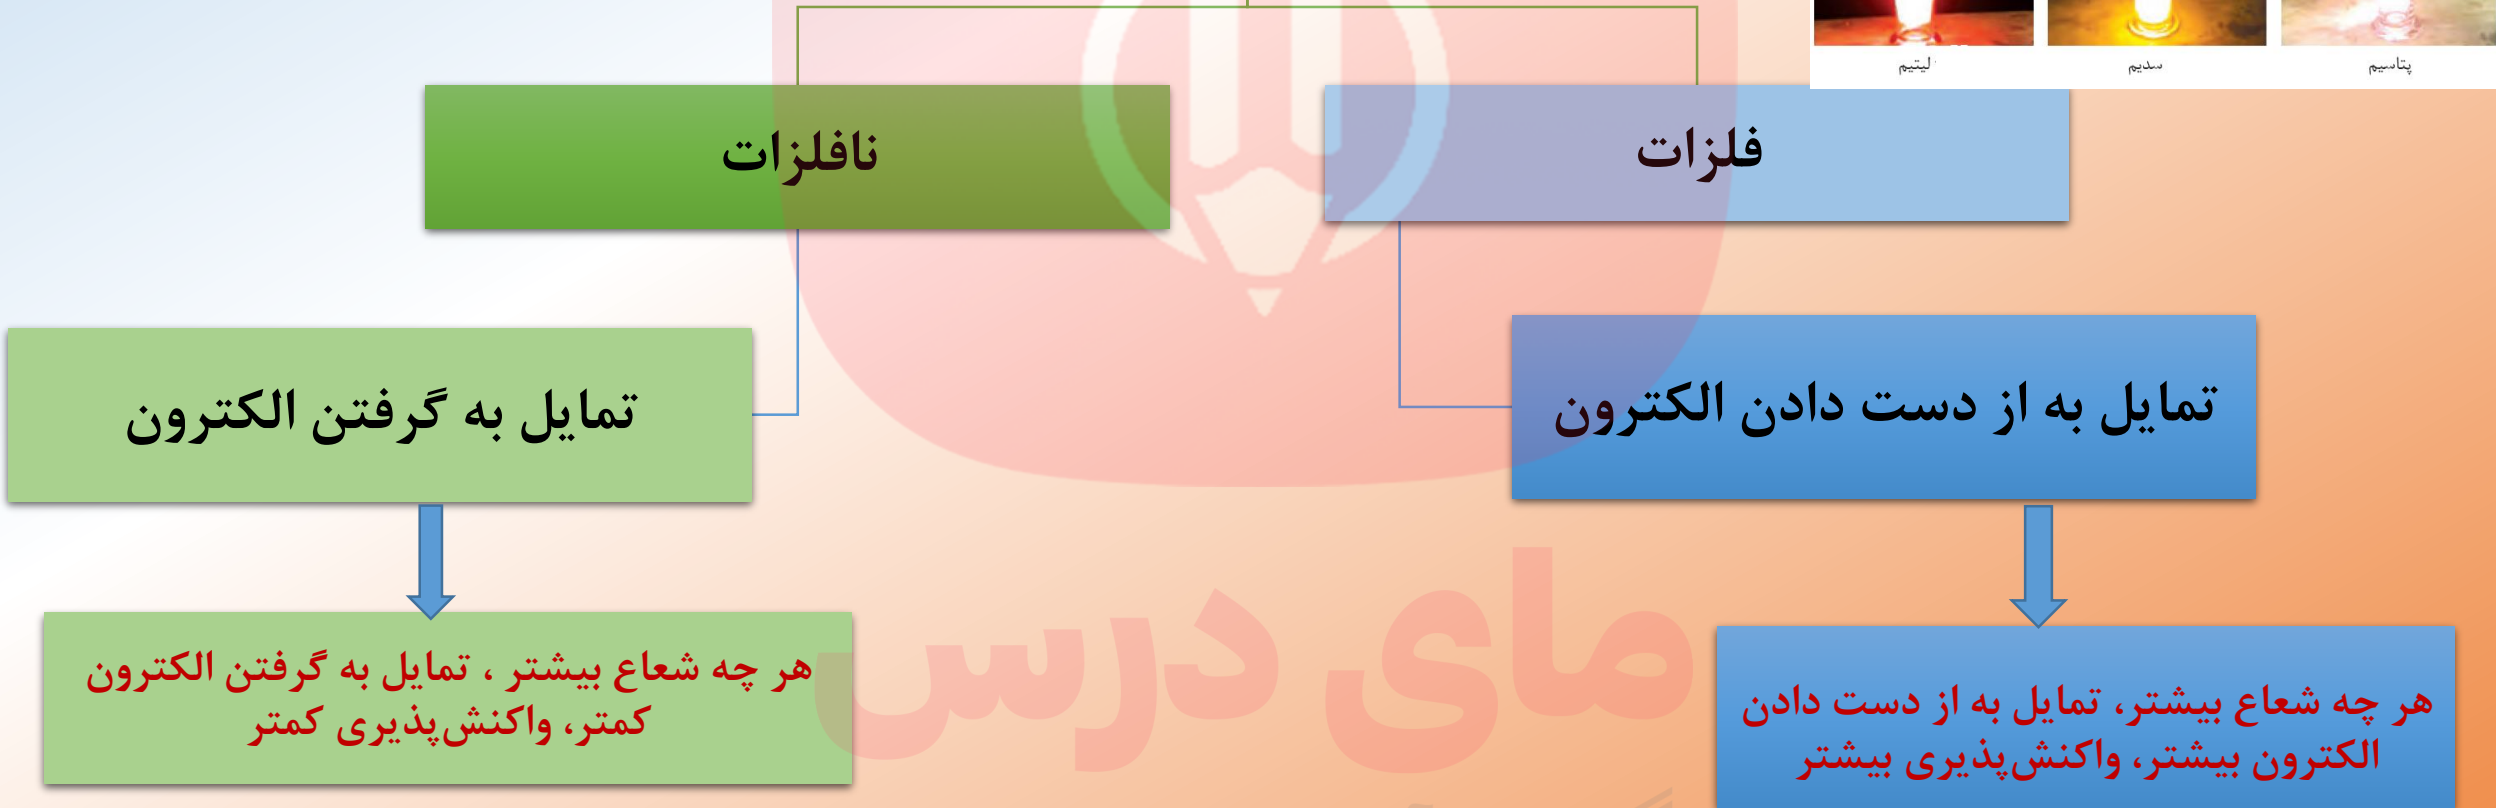 لیتیم
سدیم
پتاسیم
فلزات
نافلزات
تمایل به از دست دادن الکترون
تمایل به گرفتن الکترون
هر چه شعاع بیشتر، تمایل به از دست دادن
الکترون بیشتر، واکنش پذیری بیشتر
هر چه شعاع بیشتر ، تمایل به گرفتن الکترون
کمتر، واکنش پذیری کمتر
مای درس